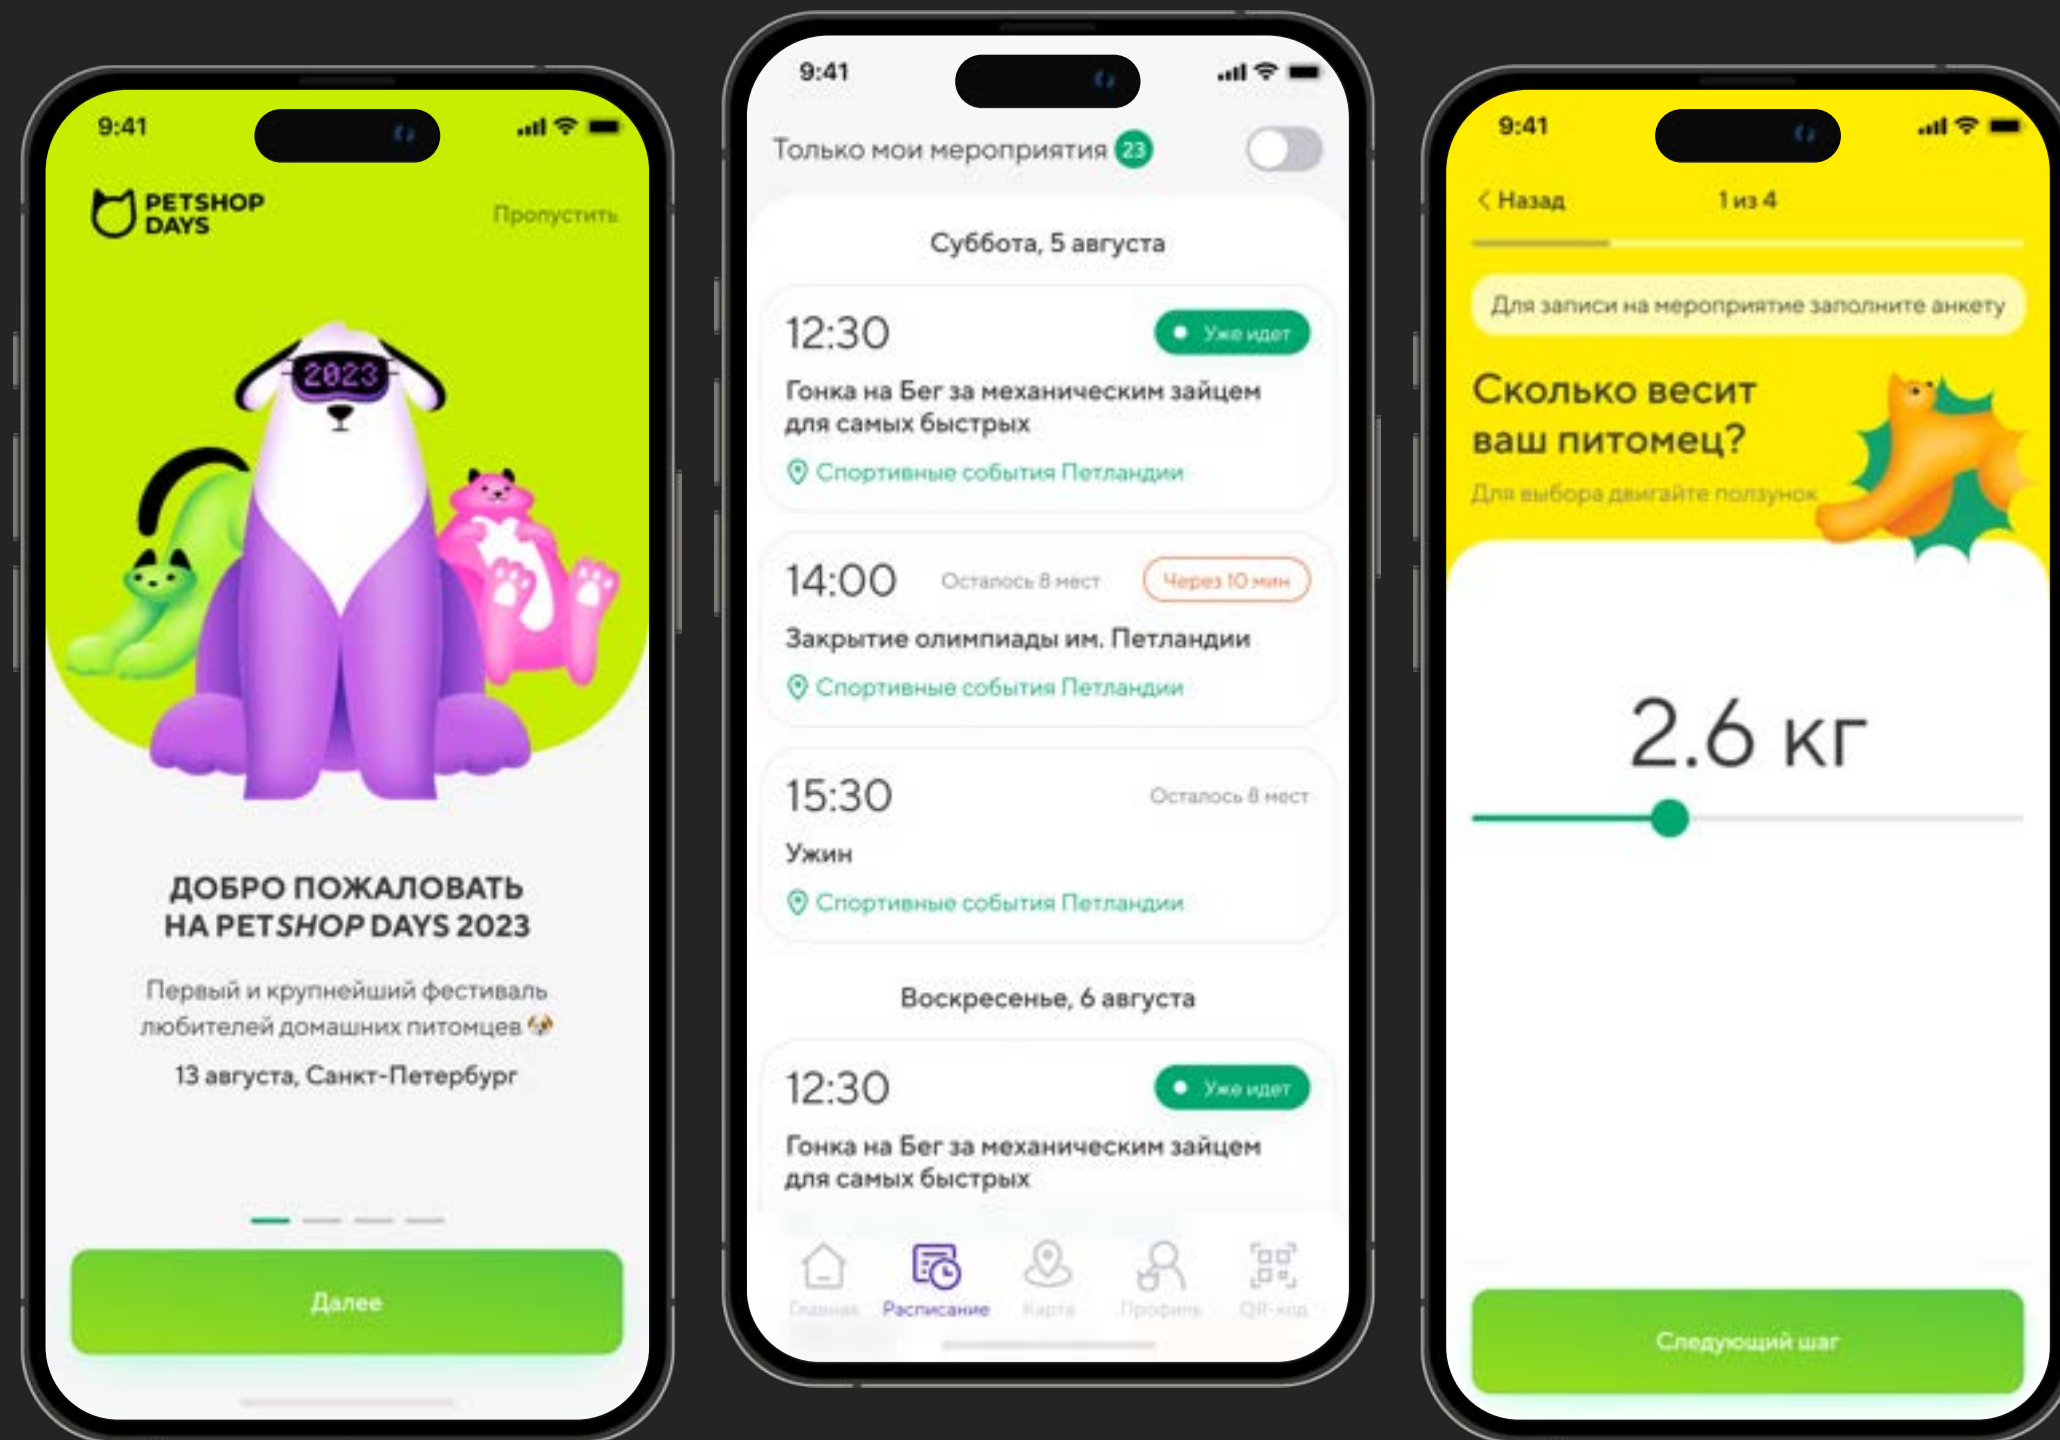 9:41
PETSHOP
DAYS
Пропустить
2023
ДОБРО ПОЖАЛОВАТЬ
НА PETSHOP DAYS 2023
Первый и крупнейший фестиваль
любителей домашних питомцев
13 августа, Санкт-Петербург
Далее
9:41
Только мои мероприятия 23
Суббота, 5 августа
12:30 Уже идет
Гонка на Бег за механическим зайцем
для самых быстрых
Спортивные события Петландии
14:00 Осталось 8 мест Через 10 мин
Закрытие олимпиады им. Петландии
Спортивные события Петландии
15:30 Осталось 8 мест
Ужин
Спортивные события Петландии
Воскресенье, 6 августа
12:30 Уже идет
Гонка на Бег за механическим зайцем
для самых быстрых
Главная Расписание Карта Профиль QR-код
9:41
Назад 1 из 4
Для записи на мероприятие заполните анкету
Сколько весит
ваш питомец?
Для выбора двигайте ползунок
2.6 кг
Следующий шаг